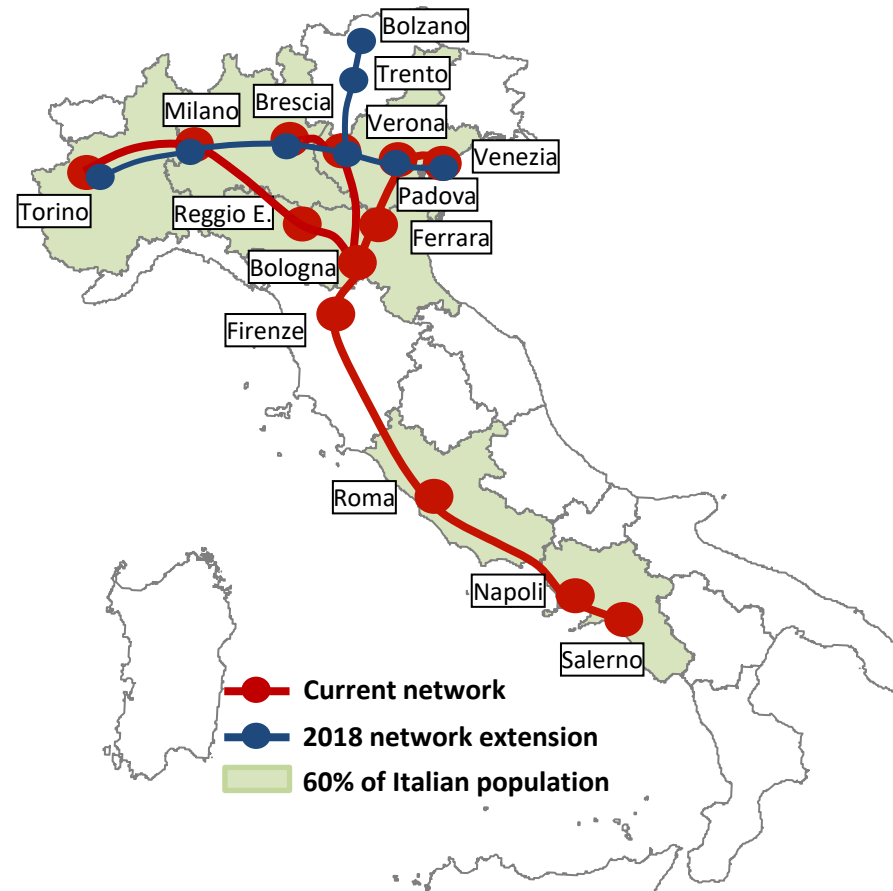 Bolzano
Trento
Brescia
Milano
Verona
Venezia
Padova
Torino
Reggio E.
Ferrara
Bologna
Firenze
Roma
Napoli
Salerno
Current network
2018 network extension
60% of Italian population